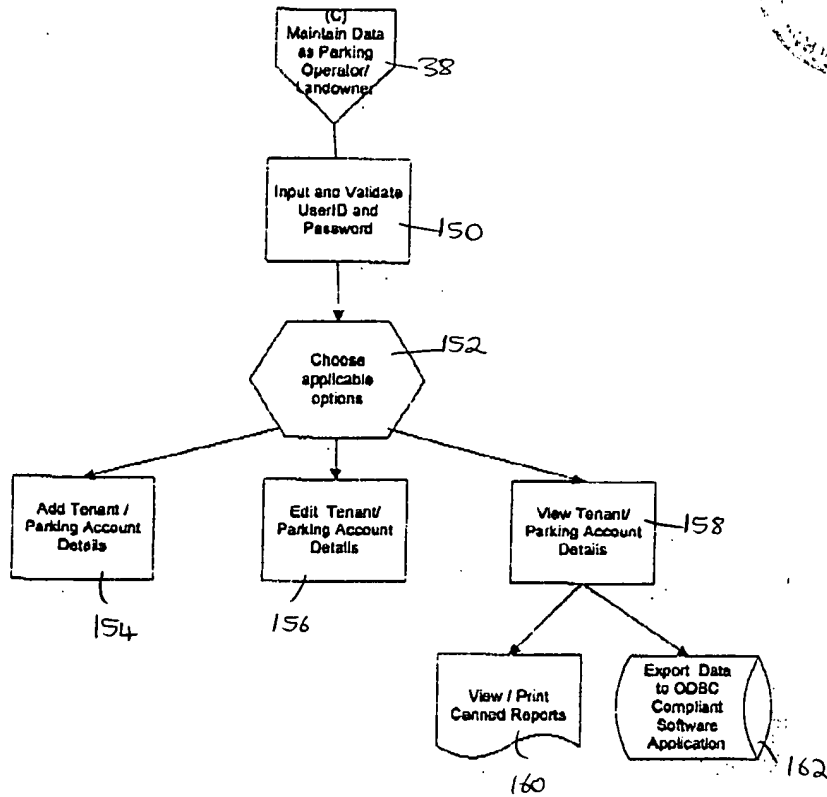 (C)
Maintain Data
as Parking
Operator/
Landowner
38
Input and Validate
UserID and
Password
150
Choose
applicable
options
152
Add Tenant /
Parking Account
Details
154
Edit Tenant/
Parking Account
Details
156
View Tenant/
Parking Account
Details
158
View / Print
Canned Reports
160
Export Data
to ODBC
Compliant
Software
Application
162